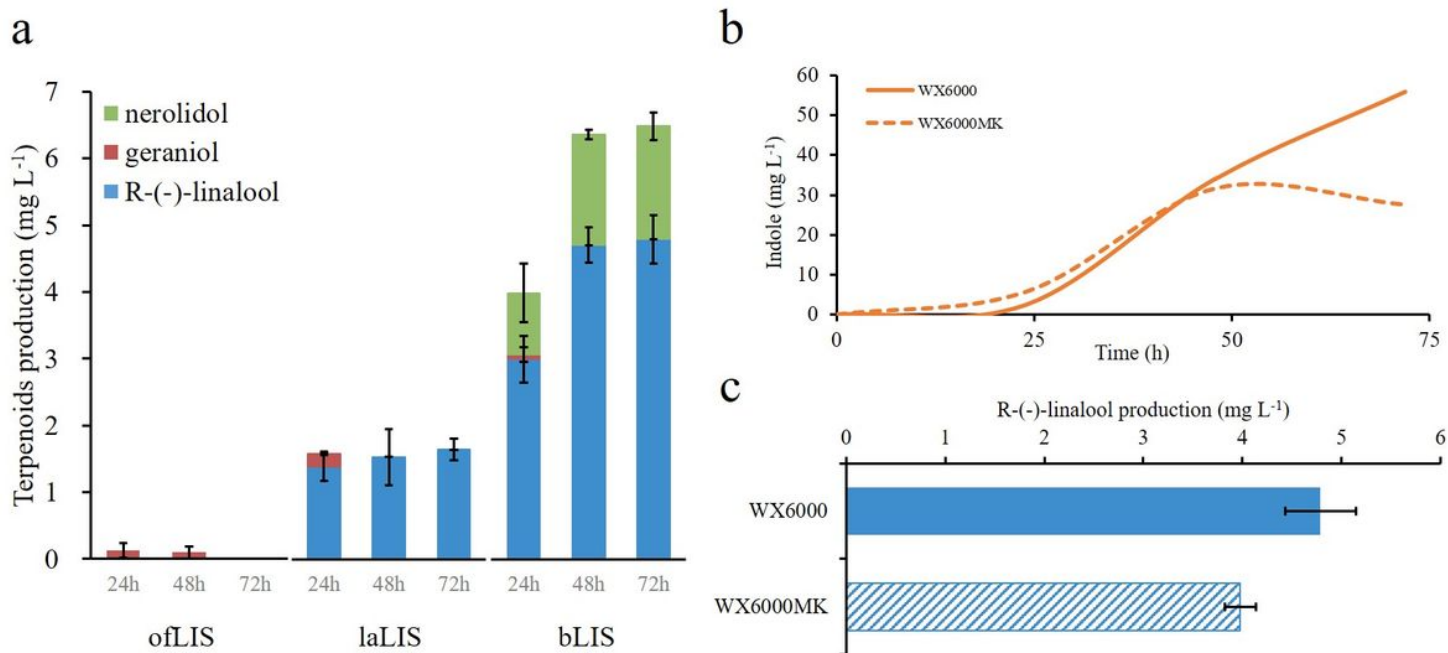 a
Terpenoids production (mg L⁻¹)
7
6
5
4
3
2
1
0
nerolidol
geraniol
R-(-)-linalool
24h 48h 72h 24h 48h 72h 24h 48h 72h
ofLIS laLIS bLIS
b
Indole (mg L⁻¹)
60
50
40
30
20
10
0
WX6000
WX6000MK
0 25 50 75
Time (h)
c
R-(-)-linalool production (mg L⁻¹)
0 1 2 3 4 5 6
WX6000
WX6000MK